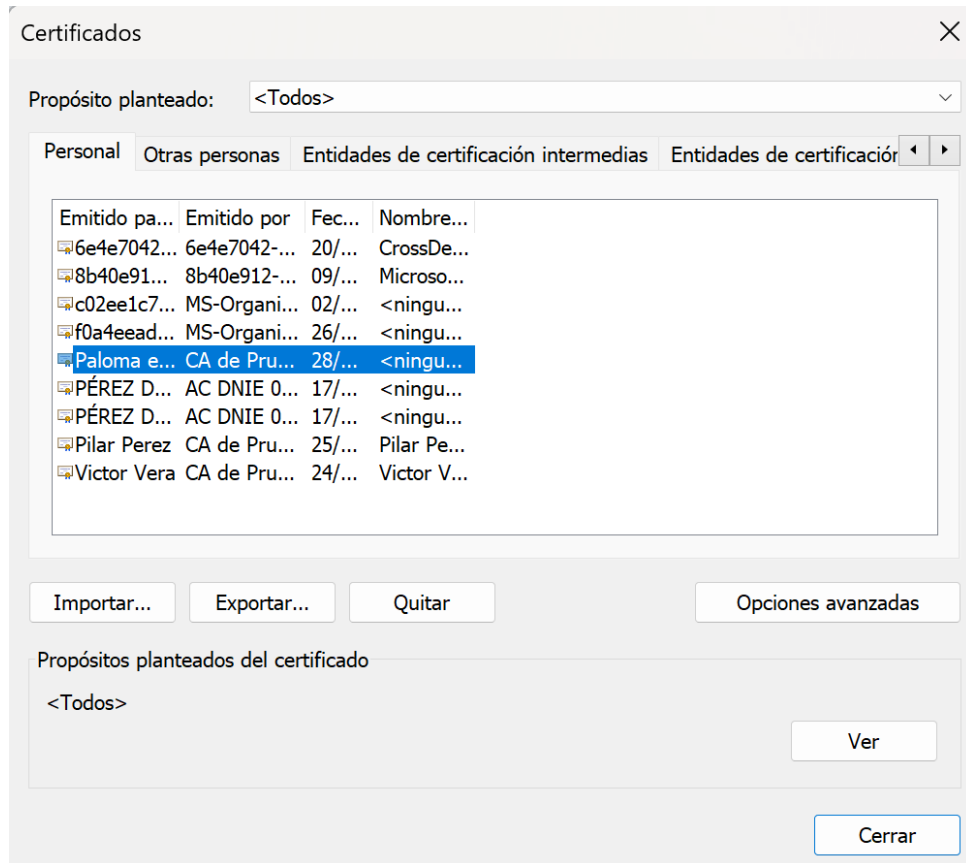 Certificados
Propósito planteado: <Todos>
Personal Otras personas Entidades de certificación intermedias Entidades de certificación
Emitido pa... Emitido por Fec... Nombre...
6e4e7042... 6e4e7042-... 20/... CrossDe...
8b40e91... 8b40e912-... 09/... Microso...
c02ee1c7... MS-Organi... 02/... <ningu...
f0a4eead... MS-Organi... 26/... <ningu...
Paloma e... CA de Pru... 28/... <ningu...
PÉREZ D... AC DNIE 0... 17/... <ningu...
PÉREZ D... AC DNIE 0... 17/... <ningu...
Pilar Perez CA de Pru... 25/... Pilar Pe...
Victor Vera CA de Pru... 24/... Victor V...
Importar... Exportar... Quitar Opciones avanzadas
Propósitos planteados del certificado
<Todos>
Ver
Cerrar